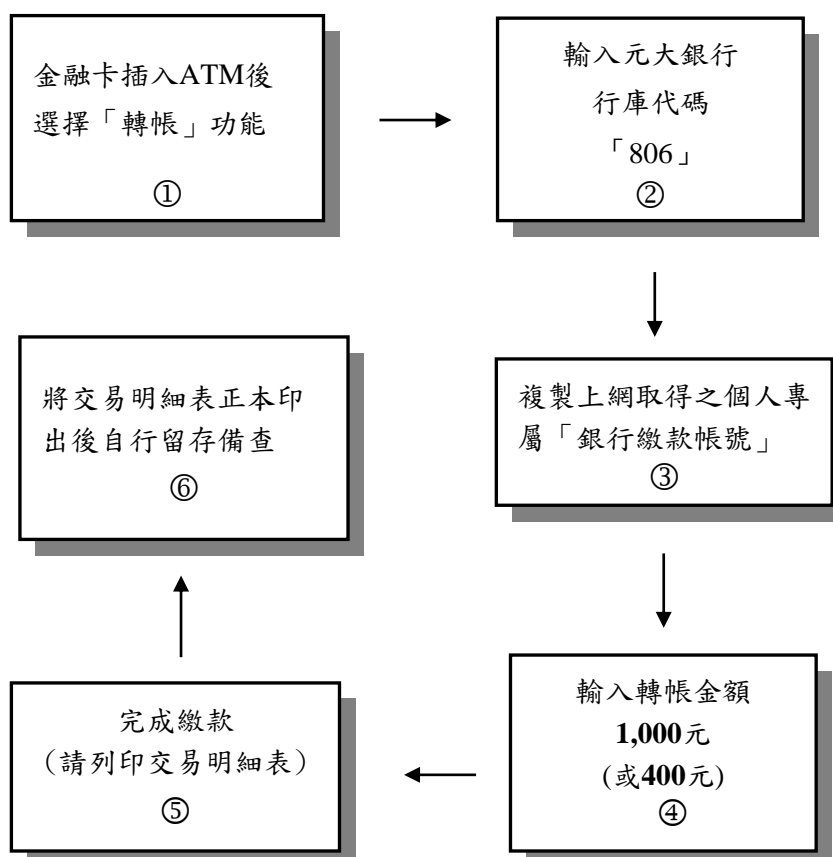 金融卡插入ATM後
選擇「轉帳」功能
①
輸入元大銀行
行庫代碼
「806」
②
複製上網取得之個人專
屬「銀行繳款帳號」
③
輸入轉帳金額
1,000元
(或400元)
④
完成繳款
(請列印交易明細表)
⑤
將交易明細表正本印
出後自行留存備查
⑥